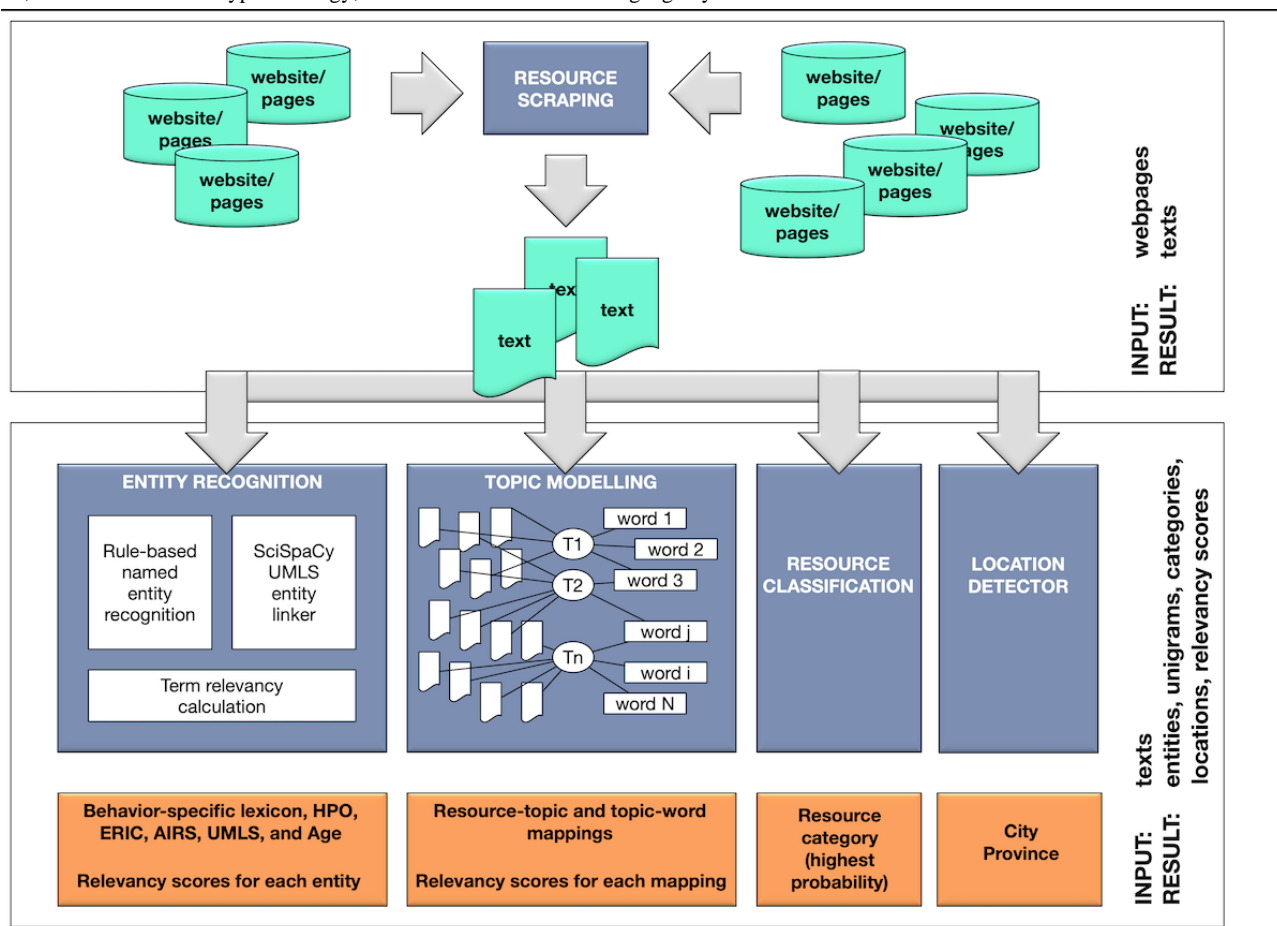 website/
pages
website/
pages
website/
pages
RESOURCE
SCRAPING
website/
pages
website/
ages
website/
pages
website/
pages
text
text
text
INPUT: webpages
RESULT: texts
ENTITY RECOGNITION
Rule-based
named
entity
recognition
SciSpaCy
UMLS
entity
linker
Term relevancy
calculation
TOPIC MODELLING
T1
T2
Tn
word 1
word 2
word 3
word j
word i
word N
RESOURCE
CLASSIFICATION
LOCATION
DETECTOR
Behavior-specific lexicon, HPO,
ERIC, AIRS, UMLS, and Age
Relevancy scores for each entity
Resource-topic and topic-word
mappings
Relevancy scores for each mapping
Resource
category
(highest
probability)
City
Province
INPUT: texts
RESULT: entities, unigrams, categories,
locations, relevancy scores